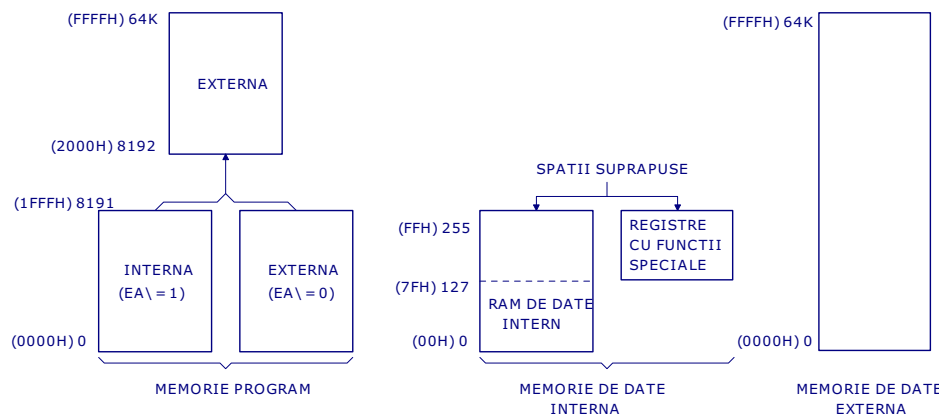 (FFFFH) 64K
EXTERNA
(2000H) 8192
(1FFFH) 8191
INTERNA
(EA\=1)
EXTERNA
(EA\=0)
(0000H) 0
MEMORIE PROGRAM
SPATII SUPRAPUSE
(FFH) 255
(7FH) 127
(00H) 0
RAM DE DATE
INTERN
REGISTRE
CU FUNCTII
SPECIALE
MEMORIE DE DATE
INTERNA
(FFFFH) 64K
(0000H) 0
MEMORIE DE DATE
EXTERNA